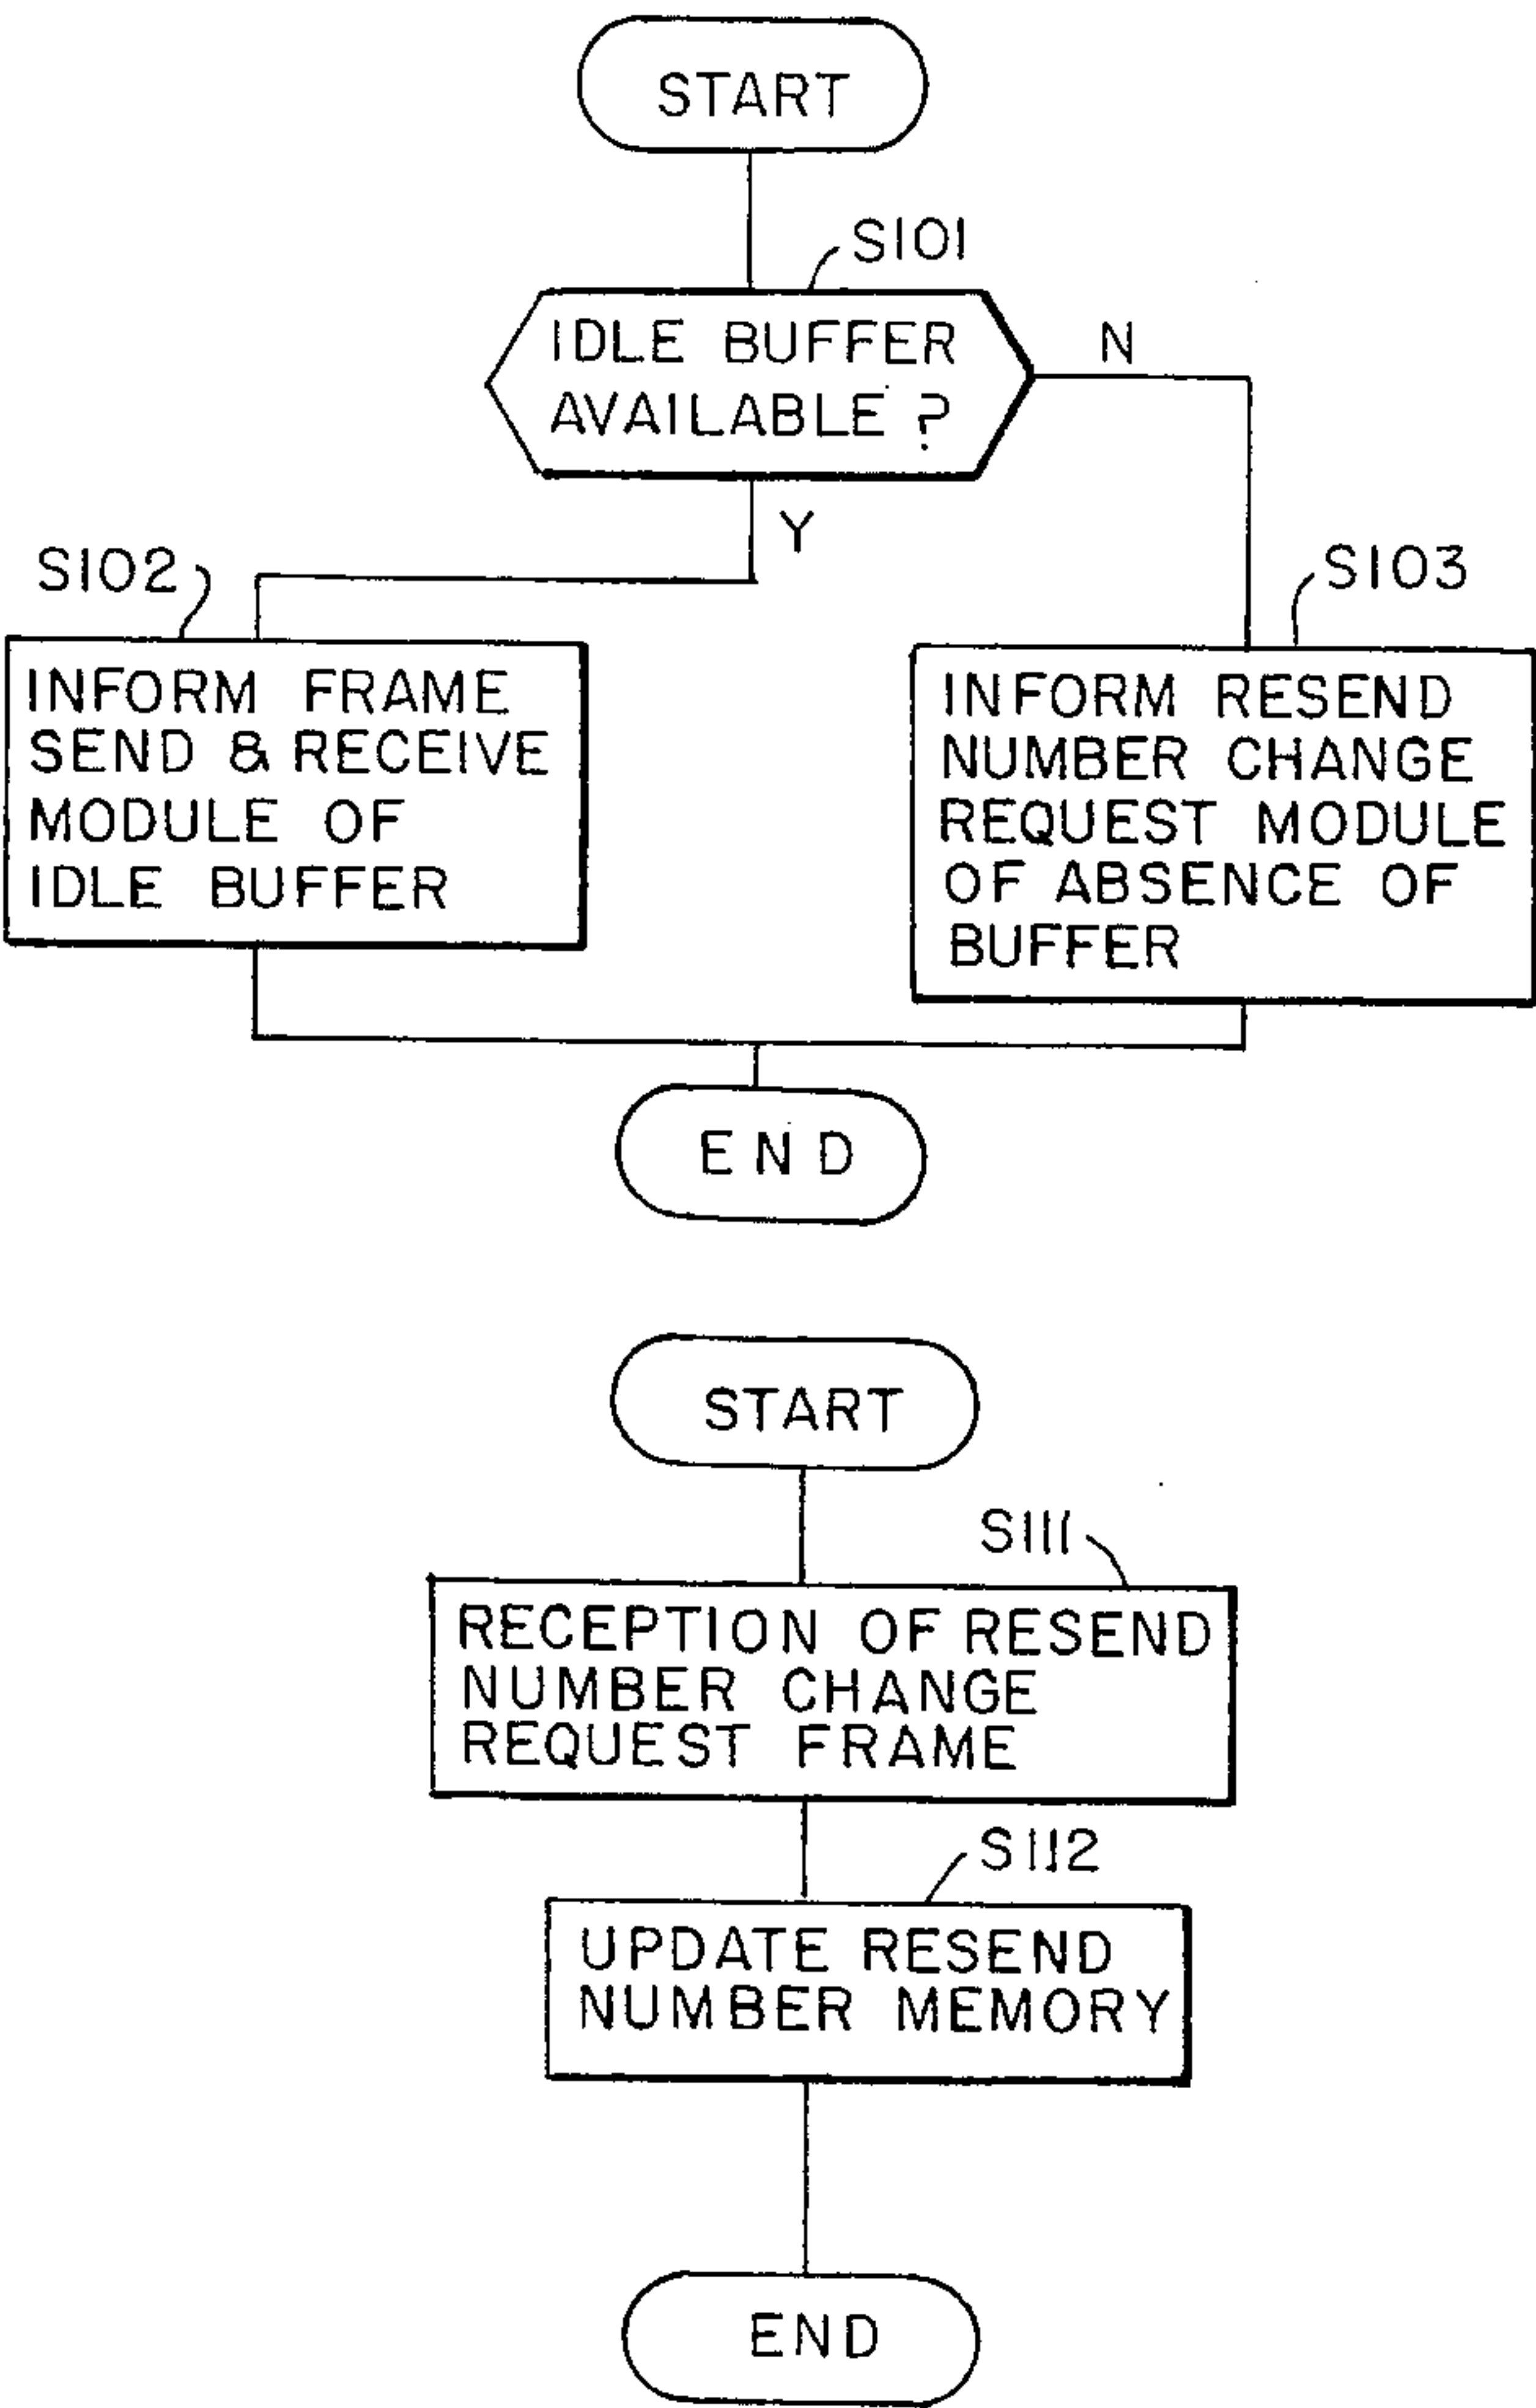 START
S101
IDLE BUFFER
AVAILABLE ?
N
Y
S102
INFORM FRAME
SEND & RECEIVE
MODULE OF
IDLE BUFFER
S103
INFORM RESEND
NUMBER CHANGE
REQUEST MODULE
OF ABSENCE OF
BUFFER
END
START
S111
RECEPTION OF RESEND
NUMBER CHANGE
REQUEST FRAME
S112
UPDATE RESEND
NUMBER MEMORY
END